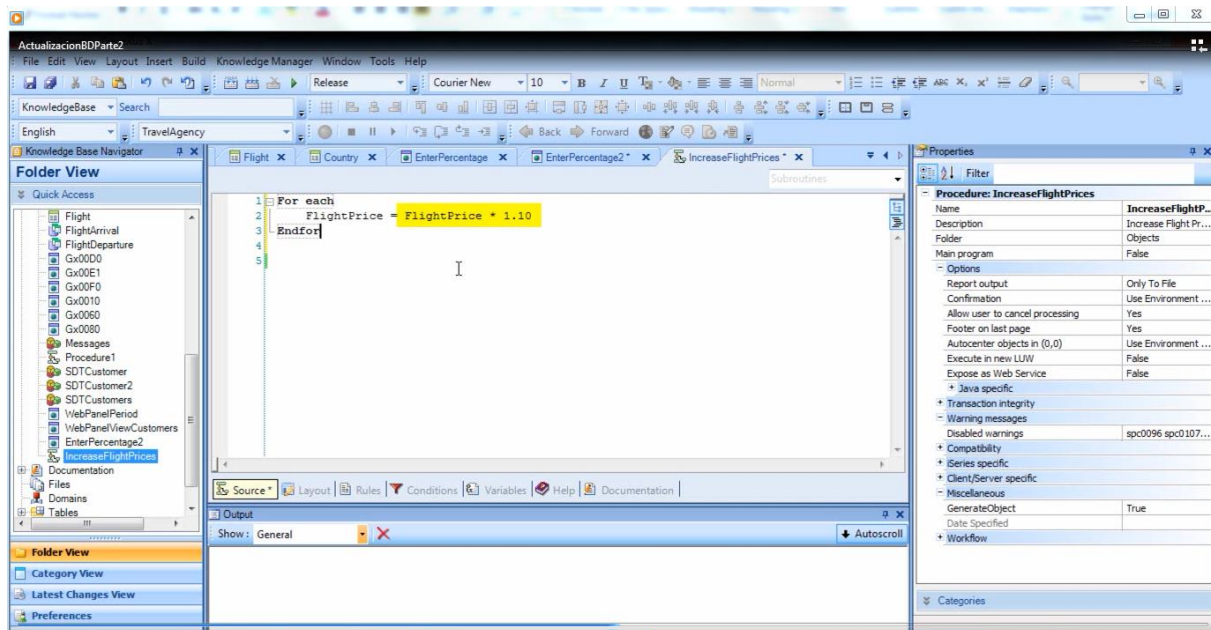 ActualizacionBDParte2
File Edit View Layout Insert Build Knowledge Manager Window Tools Help
Release Courier New 10 B I U Normal ABC
KnowledgeBase Search
English TravelAgency Back Forward
Knowledge Base Navigator
Folder View
Quick Access
Flight
FlightArrival
FlightDeparture
Gx00D0
Gx00E1
Gx00F0
Gx0010
Gx0060
Gx0080
Messages
Procedure1
SDTCustomer
SDTCustomer2
SDTCustomers
WebPanelPeriod
WebPanelViewCustomers
EnterPercentage2
IncreaseFlightPrices
Documentation
Files
Domains
Tables
Folder View
Category View
Latest Changes View
Preferences
Flight Country EnterPercentage EnterPercentage2* IncreaseFlightPrices *
Subroutines
1 For each
2 FlightPrice = FlightPrice * 1.10
3 Endfor
4
5
Source* Layout Rules Conditions Variables Help Documentation
Output
Show: General Autoscroll
Properties
Filter
Procedure: IncreaseFlightPrices
Name IncreaseFlightP...
Description Increase Flight Pr...
Folder Objects
Main program False
Options
Report output Only To File
Confirmation Use Environment ...
Allow user to cancel processing Yes
Footer on last page Yes
Autocenter objects in (0,0) Use Environment ...
Execute in new LUW False
Expose as Web Service False
Java specific
Transaction integrity
Warning messages
Disabled warnings spc0096 spc0107...
Compatibility
iSeries specific
Client/Server specific
Miscellaneous
GenerateObject True
Date Specified
Workflow
Categories